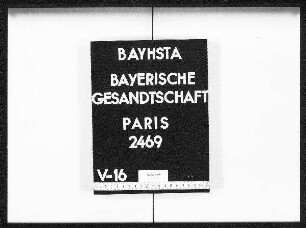 BAYHSTA
BAYERISCHE
GESANDTSCHAFT
PARIS
2469
V-16